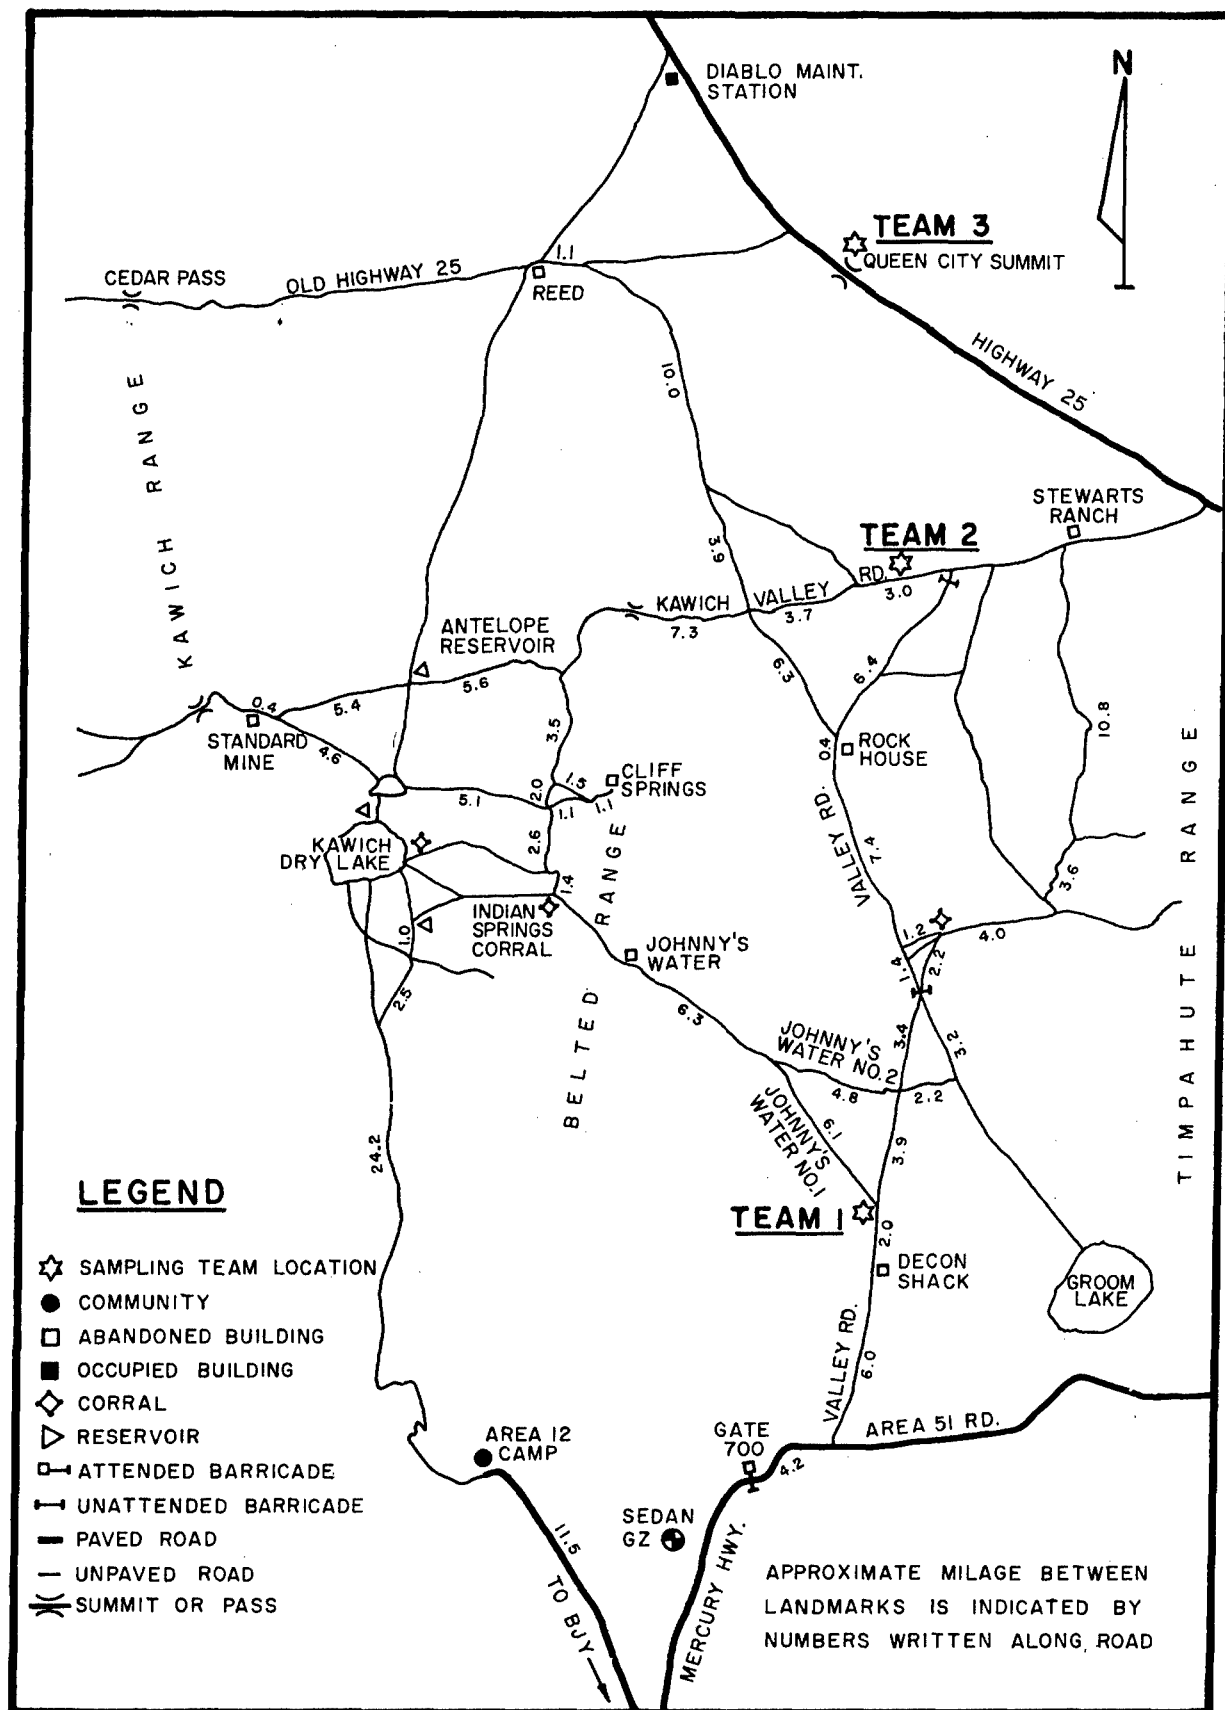 DIABLO MAINT.
STATION
N
TEAM 3
QUEEN CITY SUMMIT
CEDAR PASS
OLD HIGHWAY 25
1.1
REED
HIGHWAY 25
KAWICH RANGE
10.0
STEWARTS
RANCH
TEAM 2
3.9
KAWICH VALLEY RD.
7.3
3.7
3.0
ANTELOPE
RESERVOIR
5.6
5.4
0.4
STANDARD
MINE
4.6
6.3
6.4
10.8
3.5
0.4
ROCK
HOUSE
CLIFF
SPRINGS
1.5
2.0
1.1
1.1
5.1
2.6
KAWICH
DRY LAKE
BELTED RANGE
VALLEY RD.
7.4
TIMPAHUTE RANGE
3.6
1.4
INDIAN
SPRINGS
CORRAL
1.0
2.5
JOHNNY'S
WATER
6.3
1.2
4.0
1.4
2.2
3.4
3.2
JOHNNY'S
WATER NO.2
4.8
2.2
JOHNNY'S
WATER NO.1
6.1
3.9
24.2
TEAM 1
2.0
DECON
SHACK
GROOM
LAKE
VALLEY RD.
6.0
AREA 51 RD.
GATE
700
4.2
AREA 12
CAMP
SEDAN
GZ
11.5
TO BJY
MERCURY HWY.
LEGEND
SAMPLING TEAM LOCATION
COMMUNITY
ABANDONED BUILDING
OCCUPIED BUILDING
CORRAL
RESERVOIR
ATTENDED BARRICADE
UNATTENDED BARRICADE
PAVED ROAD
UNPAVED ROAD
SUMMIT OR PASS
APPROXIMATE MILAGE BETWEEN
LANDMARKS IS INDICATED BY
NUMBERS WRITTEN ALONG ROAD